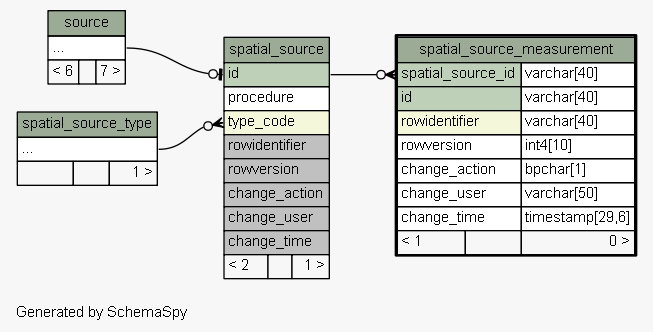 source
...
< 6 7 >
spatial_source_type
...
1 >
spatial_source
id
procedure
type_code
rowidentifier
rowversion
change_action
change_user
change_time
< 2 1 >
spatial_source_measurement
spatial_source_id varchar[40]
id varchar[40]
rowidentifier varchar[40]
rowversion int4[10]
change_action bpchar[1]
change_user varchar[50]
change_time timestamp[29,6]
< 1 0 >
Generated by SchemaSpy